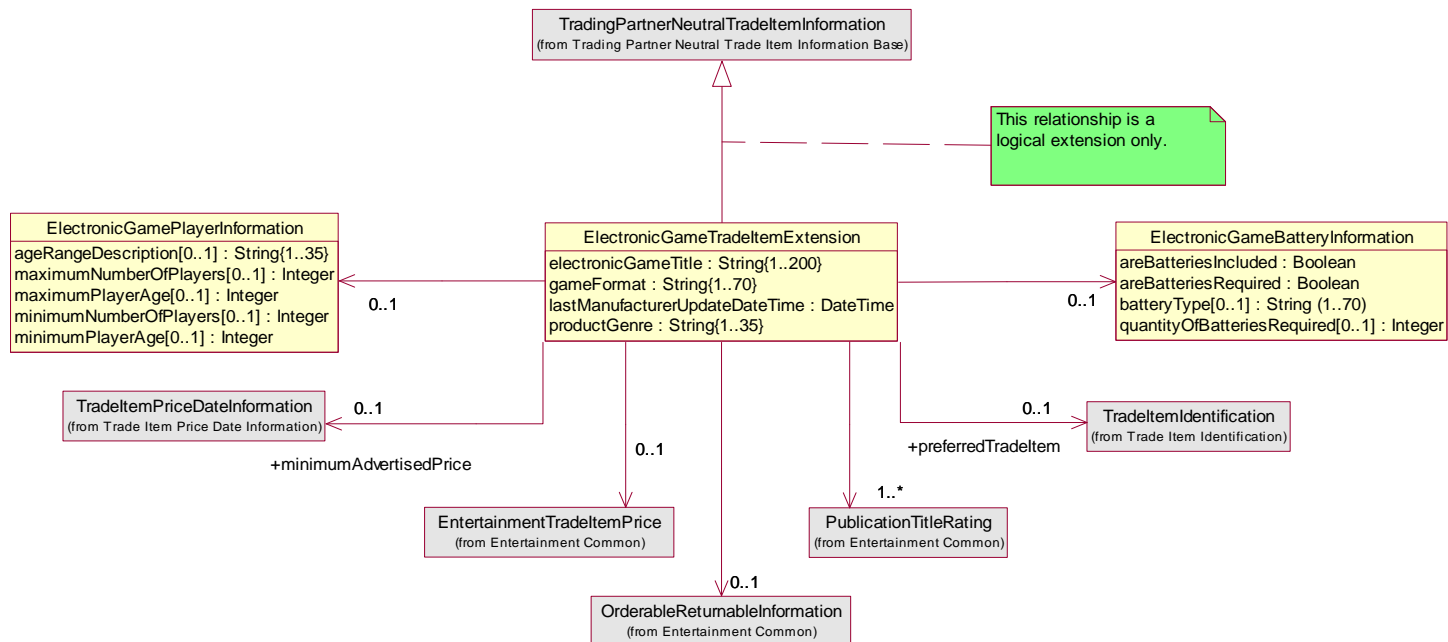 TradingPartnerNeutralTradeItemInformation
(from Trading Partner Neutral Trade Item Information Base)
This relationship is a
logical extension only.
ElectronicGamePlayerInformation
ageRangeDescription[0..1] : String{1..35}
maximumNumberOfPlayers[0..1] : Integer
maximumPlayerAge[0..1] : Integer
minimumNumberOfPlayers[0..1] : Integer
minimumPlayerAge[0..1] : Integer
0..1
ElectronicGameTradeItemExtension
electronicGameTitle : String{1..200}
gameFormat : String{1..70}
lastManufacturerUpdateDateTime : DateTime
productGenre : String{1..35}
0..1
ElectronicGameBatteryInformation
areBatteriesIncluded : Boolean
areBatteriesRequired : Boolean
batteryType[0..1] : String (1..70)
quantityOfBatteriesRequired[0..1] : Integer
TradeItemPriceDateInformation
(from Trade Item Price Date Information)
0..1
0..1
TradeItemIdentification
(from Trade Item Identification)
+preferredTradeItem
+minimumAdvertisedPrice
0..1
1..*
EntertainmentTradeItemPrice
(from Entertainment Common)
PublicationTitleRating
(from Entertainment Common)
0..1
OrderableReturnableInformation
(from Entertainment Common)